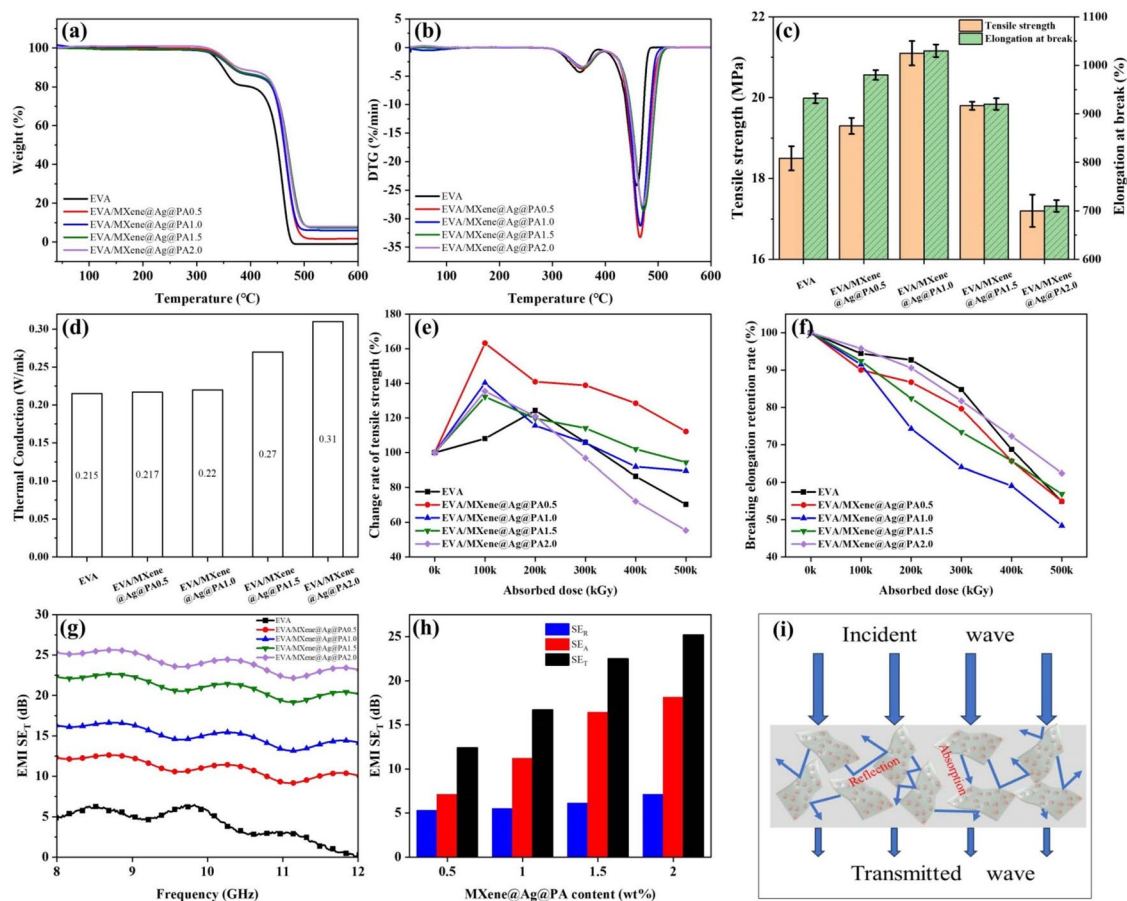 (a)
Weight (%)
100
80
60
40
20
0
EVA
EVA/MXene@Ag@PA0.5
EVA/MXene@Ag@PA1.0
EVA/MXene@Ag@PA1.5
EVA/MXene@Ag@PA2.0
100 200 300 400 500 600
Temperature (℃)
(b)
DTG (%/min)
5
0
-5
-10
-15
-20
-25
-30
-35
EVA
EVA/MXene@Ag@PA0.5
EVA/MXene@Ag@PA1.0
EVA/MXene@Ag@PA1.5
EVA/MXene@Ag@PA2.0
100 200 300 400 500 600
Temperature (℃)
(c)
Tensile strength
Elongation at break
Tensile strength (MPa)
22
20
18
16
Elongation at break (%)
1100
1000
900
800
700
600
EVA
EVA/MXene
@Ag@PA0.5
EVA/MXene
@Ag@PA1.0
EVA/MXene
@Ag@PA1.5
EVA/MXene
@Ag@PA2.0
(d)
Thermal Conduction (W/mk)
0.30
0.25
0.20
0.15
0.10
0.05
0.00
0.215
0.217
0.22
0.27
0.31
EVA
EVA/MXene
@Ag@PA0.5
EVA/MXene
@Ag@PA1.0
EVA/MXene
@Ag@PA1.5
EVA/MXene
@Ag@PA2.0
(e)
Change rate of tensile strength (%)
180
160
140
120
100
80
60
40
EVA
EVA/MXene@Ag@PA0.5
EVA/MXene@Ag@PA1.0
EVA/MXene@Ag@PA1.5
EVA/MXene@Ag@PA2.0
0k 100k 200k 300k 400k 500k
Absorbed dose (kGy)
(f)
Breaking elongation retention rate (%)
100
90
80
70
60
50
40
EVA
EVA/MXene@Ag@PA0.5
EVA/MXene@Ag@PA1.0
EVA/MXene@Ag@PA1.5
EVA/MXene@Ag@PA2.0
0k 100k 200k 300k 400k 500k
Absorbed dose (kGy)
(g)
EMI SET (dB)
30
25
20
15
10
5
0
EVA
EVA/MXene@Ag@PA0.5
EVA/MXene@Ag@PA1.0
EVA/MXene@Ag@PA1.5
EVA/MXene@Ag@PA2.0
8 9 10 11 12
Frequency (GHz)
(h)
SER
SEA
SET
EMI SET (dB)
25
20
15
10
5
0
0.5 1 1.5 2
MXene@Ag@PA content (wt%)
(i)
Incident wave
Reflection
Absorption
Transmitted wave